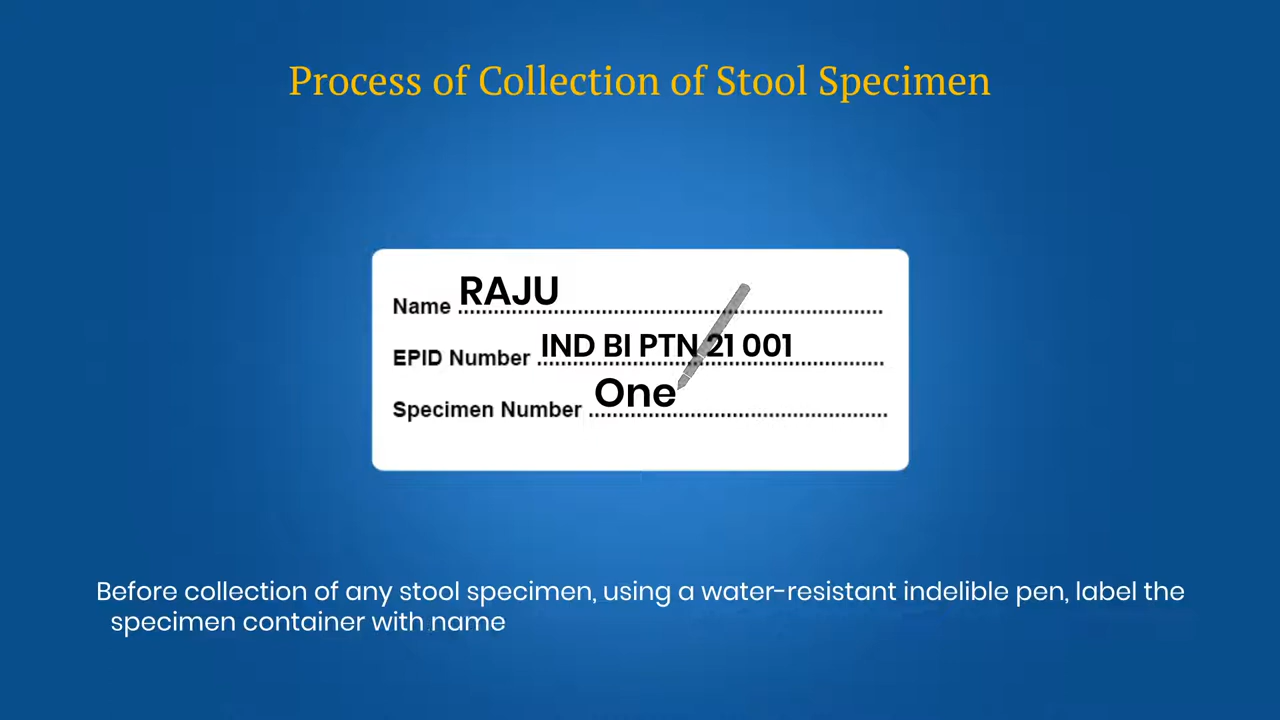 Process of Collection of Stool Specimen
Name RAJU
EPID Number IND BI PTN 21 001
Specimen Number One
Before collection of any stool specimen, using a water-resistant indelible pen, label the
specimen container with name